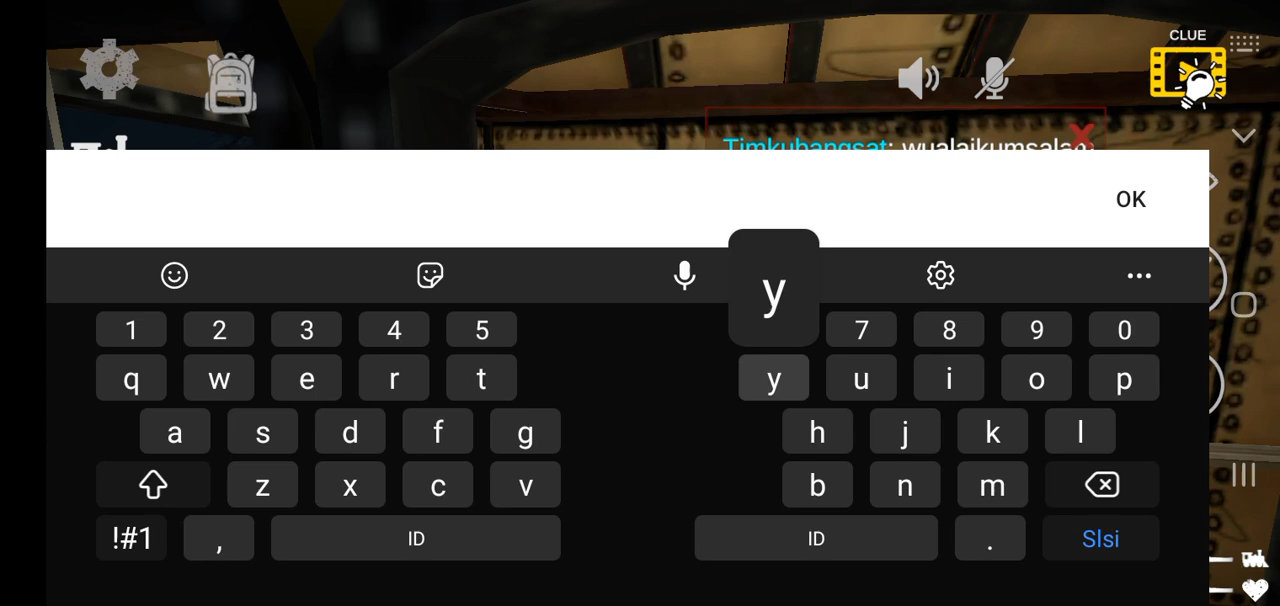 CLUE
Timkubangsat: wualaikumsalam
OK
y
1 2 3 4 5 7 8 9 0
q w e r t y u i o p
a s d f g h j k l
z x c v b n m
!#1 , ID ID . Slsi